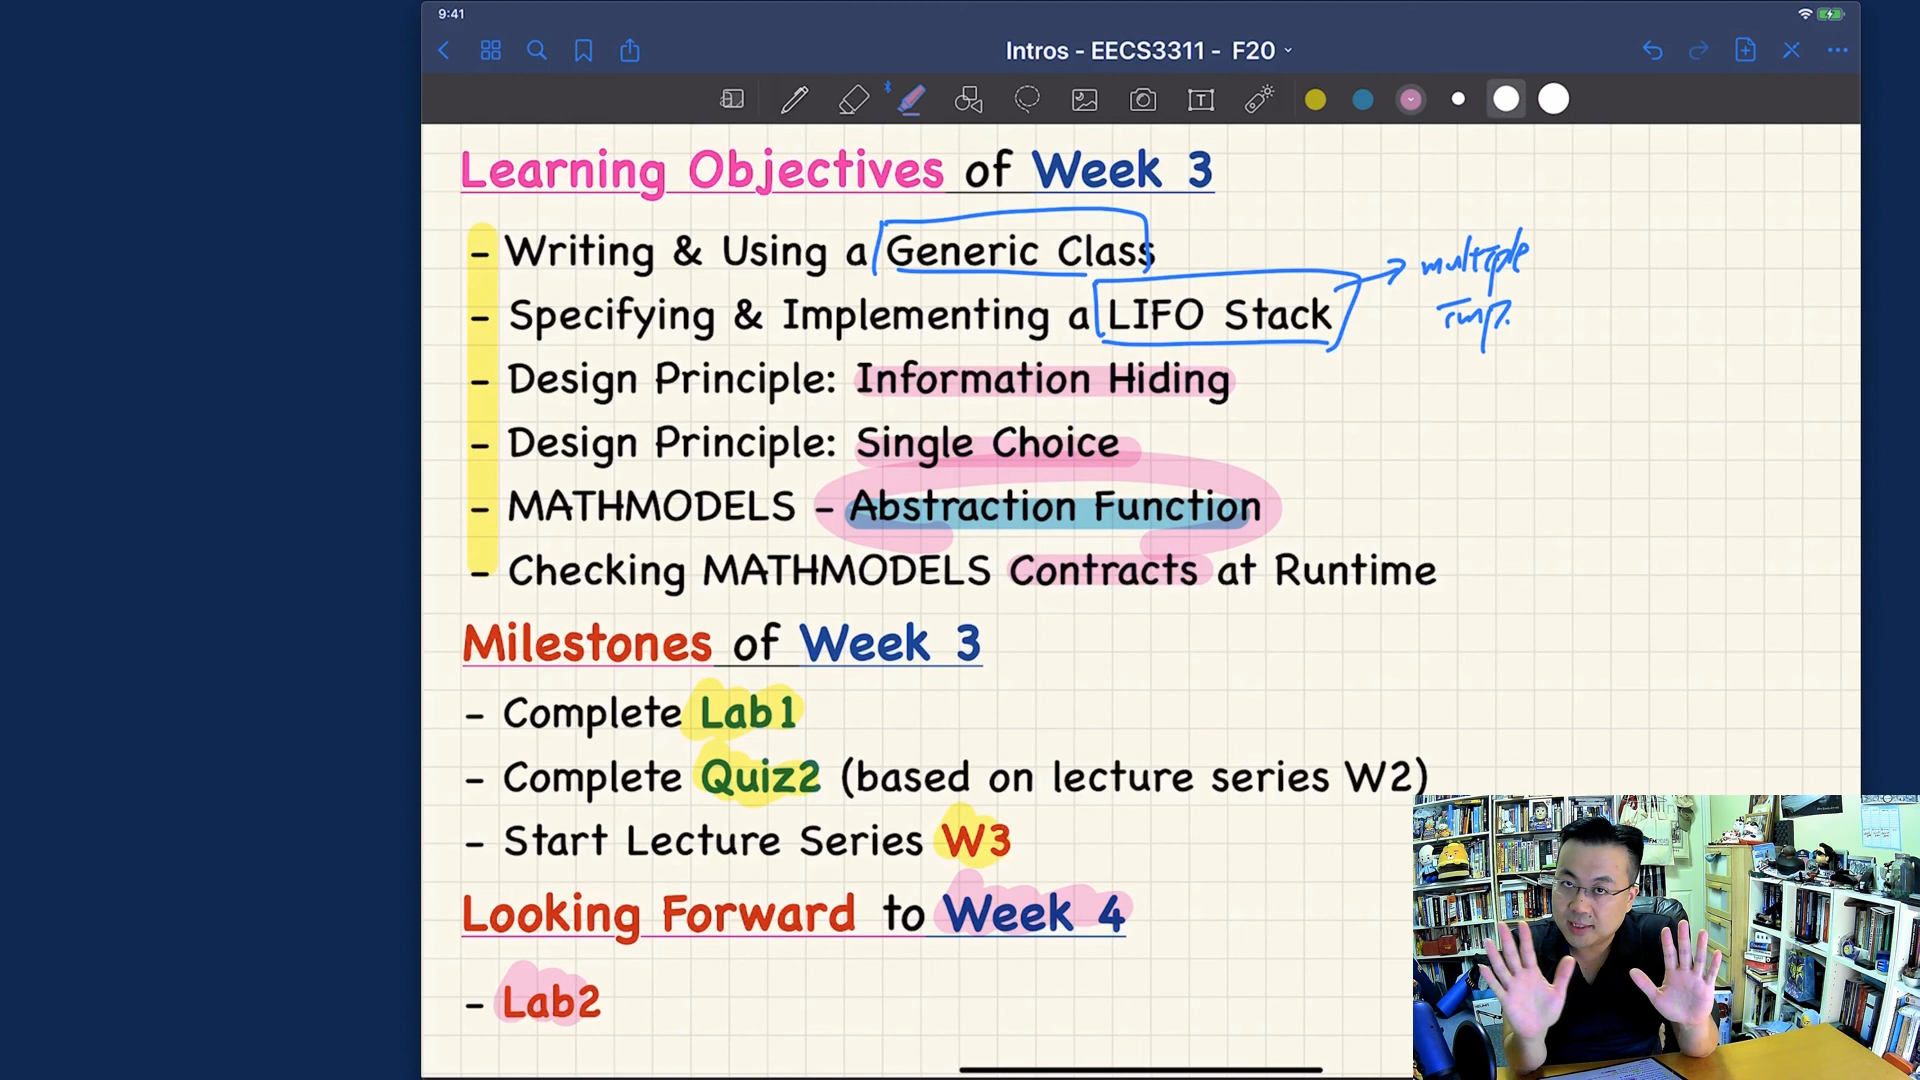 9:41
Intros - EECS3311 - F20
Learning Objectives of Week 3
- Writing & Using a Generic Class
- Specifying & Implementing a LIFO Stack
multiple
Imp.
- Design Principle: Information Hiding
- Design Principle: Single Choice
- MATHMODELS - Abstraction Function
- Checking MATHMODELS Contracts at Runtime
Milestones of Week 3
- Complete Lab1
- Complete Quiz2 (based on lecture series W2)
- Start Lecture Series W3
Looking Forward to Week 4
- Lab2